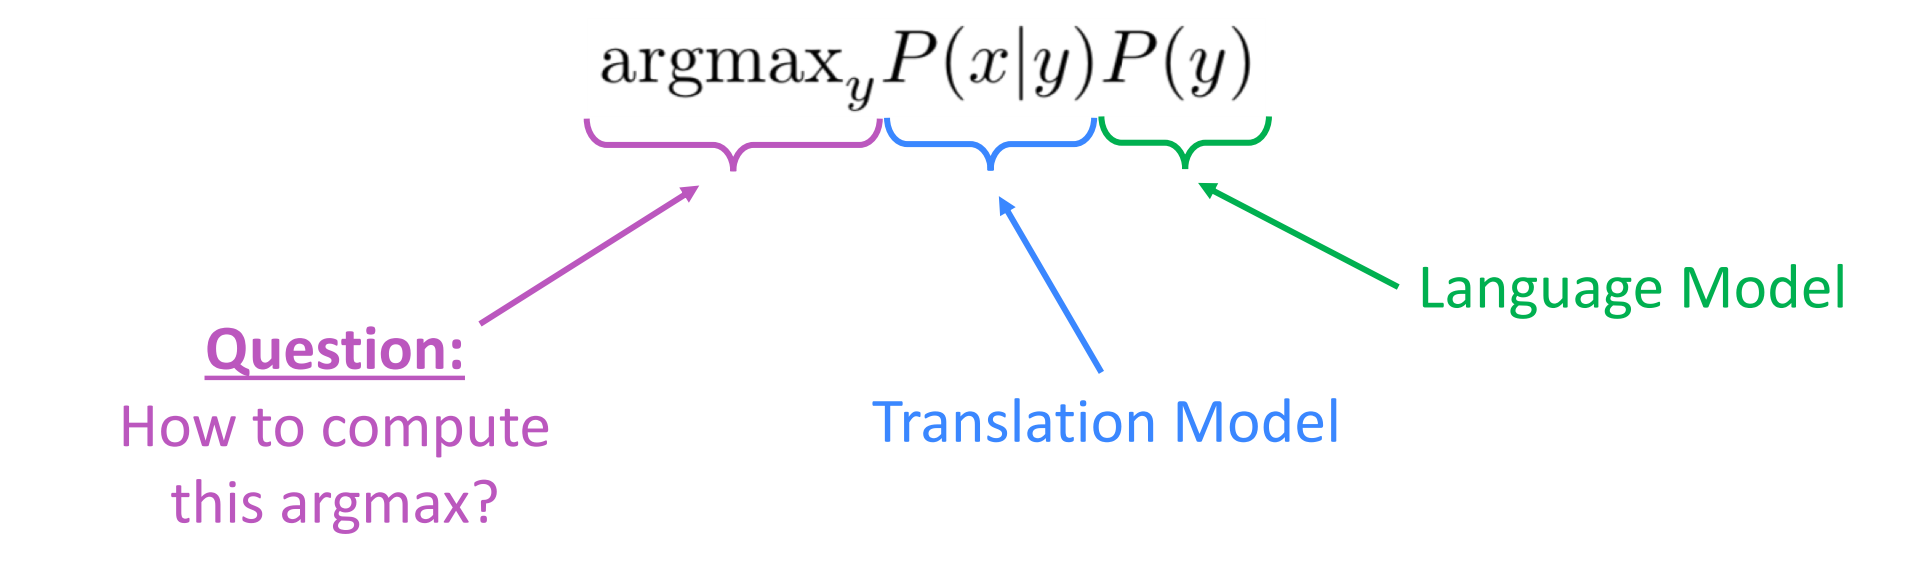 argmax_y P(x|y)P(y)
Language Model
Question:
How to compute
this argmax?
Translation Model